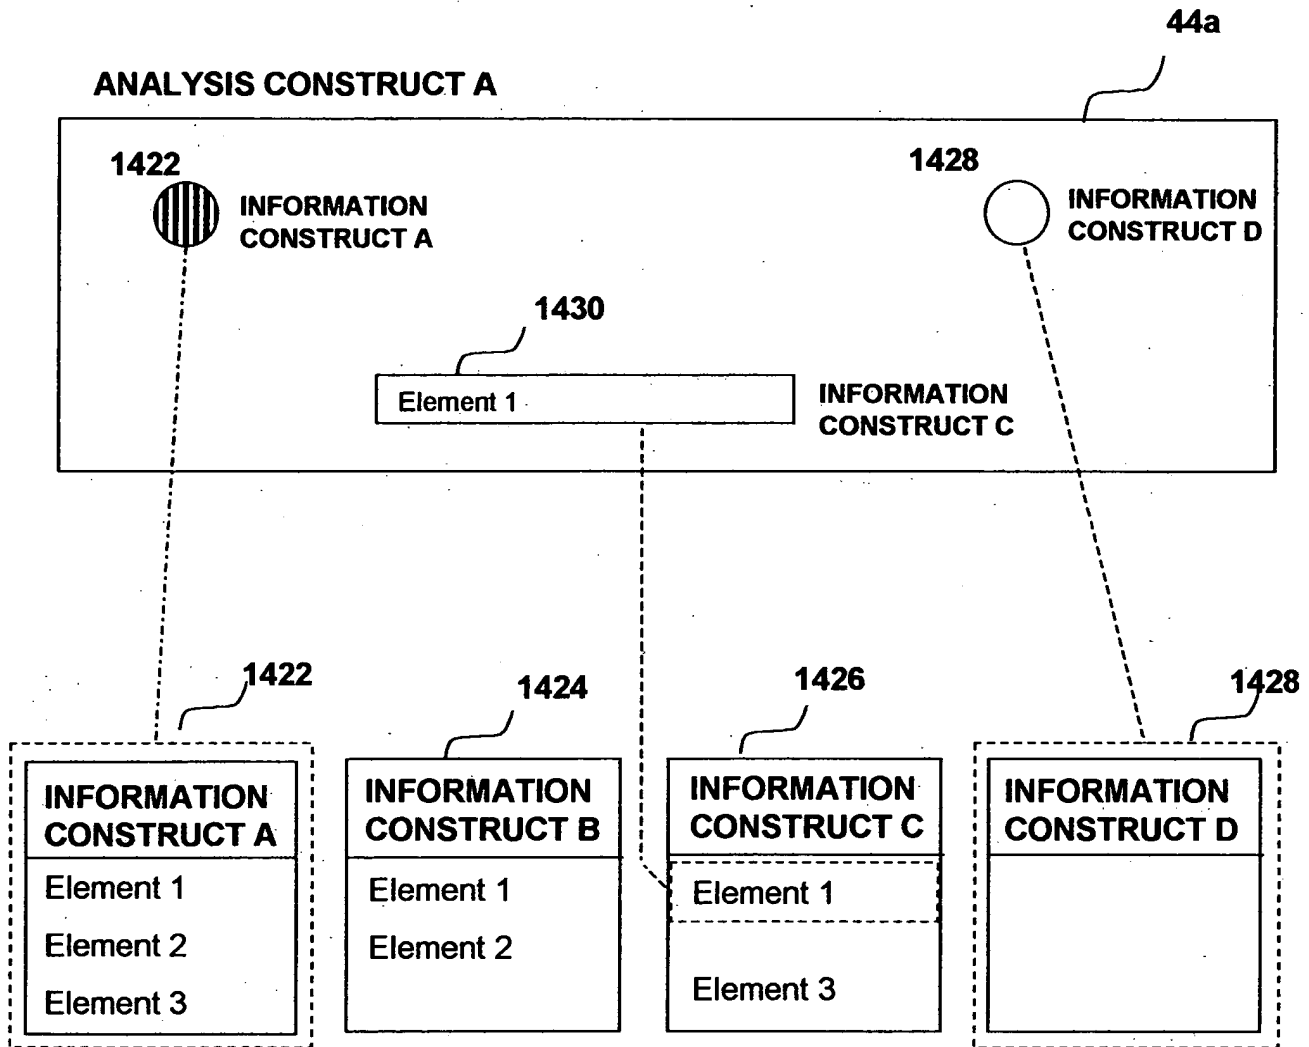 44a
ANALYSIS CONSTRUCT A
1422
INFORMATION
CONSTRUCT A
1428
INFORMATION
CONSTRUCT D
1430
Element 1
INFORMATION
CONSTRUCT C
1422
1424
1426
1428
INFORMATION
CONSTRUCT A
Element 1
Element 2
Element 3
INFORMATION
CONSTRUCT B
Element 1
Element 2
INFORMATION
CONSTRUCT C
Element 1
Element 3
INFORMATION
CONSTRUCT D